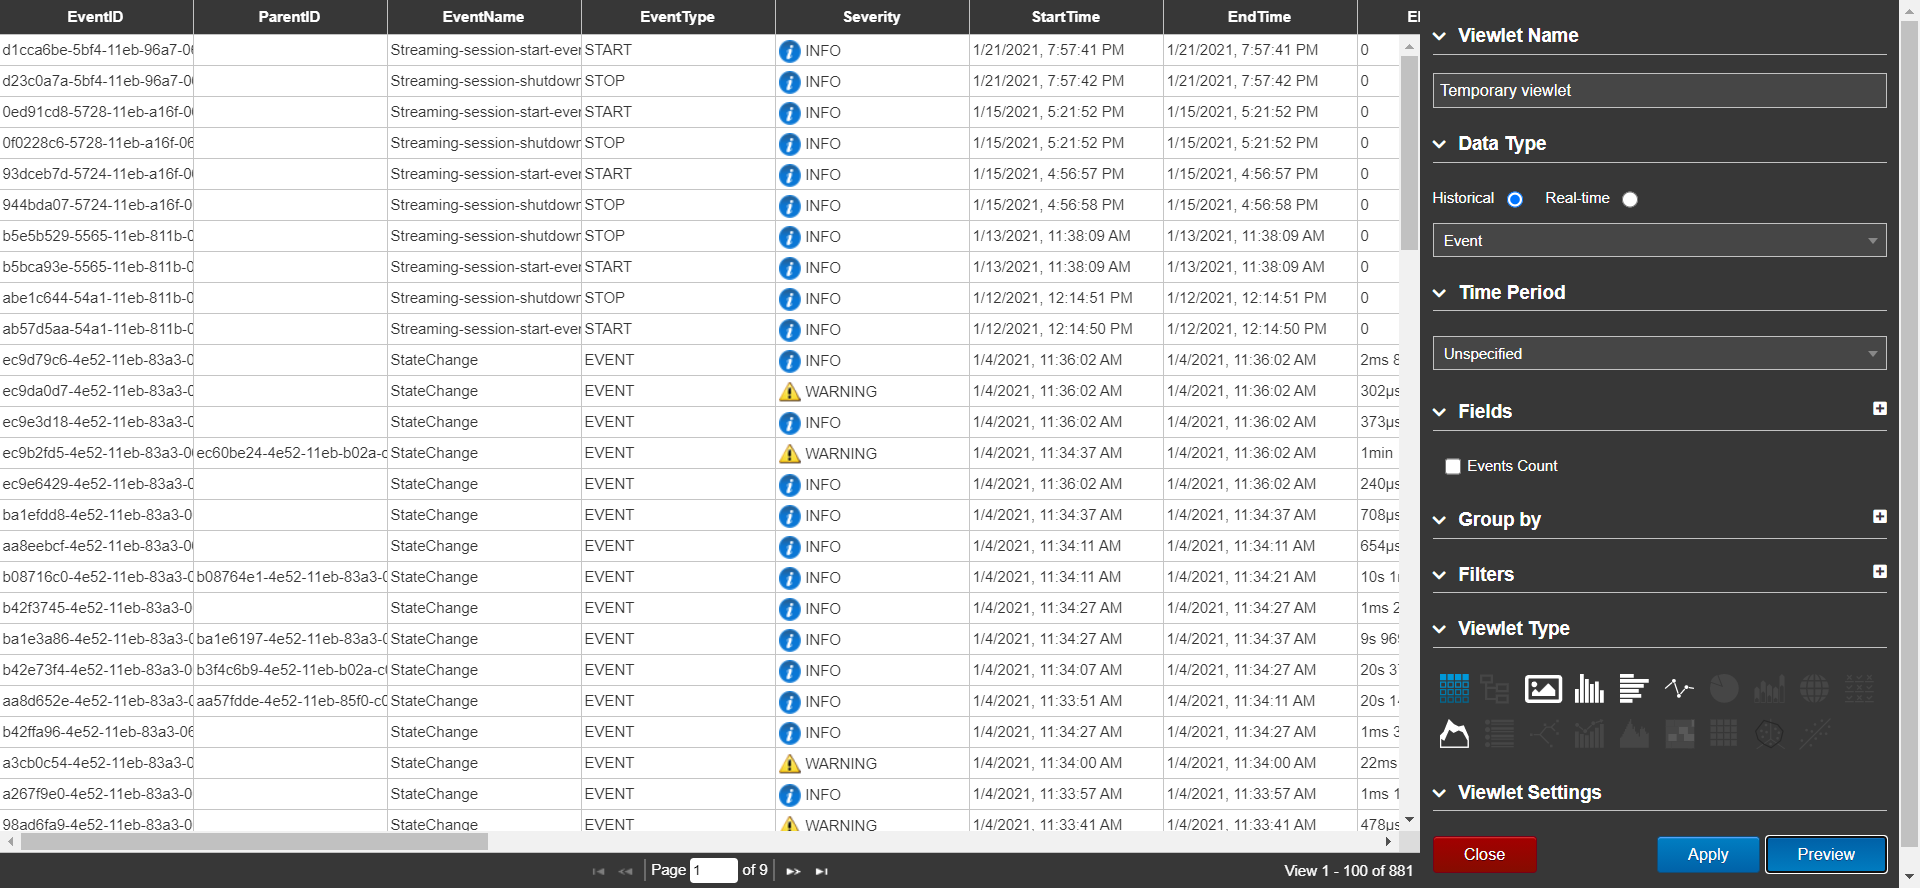 EventID ParentID EventName EventType Severity StartTime EndTime El
d1cca6be-5bf4-11eb-96a7-06 Streaming-session-start-ever START INFO 1/21/2021, 7:57:41 PM 1/21/2021, 7:57:41 PM 0
d23c0a7a-5bf4-11eb-96a7-06 Streaming-session-shutdown STOP INFO 1/21/2021, 7:57:42 PM 1/21/2021, 7:57:42 PM 0
0ed91cd8-5728-11eb-a16f-06 Streaming-session-start-ever START INFO 1/15/2021, 5:21:52 PM 1/15/2021, 5:21:52 PM 0
0f0228c6-5728-11eb-a16f-06 Streaming-session-shutdown STOP INFO 1/15/2021, 5:21:52 PM 1/15/2021, 5:21:52 PM 0
93dceb7d-5724-11eb-a16f-06 Streaming-session-start-ever START INFO 1/15/2021, 4:56:57 PM 1/15/2021, 4:56:57 PM 0
944bda07-5724-11eb-a16f-0 Streaming-session-shutdown STOP INFO 1/15/2021, 4:56:58 PM 1/15/2021, 4:56:58 PM 0
b5e5b529-5565-11eb-811b-0 Streaming-session-shutdown STOP INFO 1/13/2021, 11:38:09 AM 1/13/2021, 11:38:09 AM 0
b5bca93e-5565-11eb-811b-0 Streaming-session-start-ever START INFO 1/13/2021, 11:38:09 AM 1/13/2021, 11:38:09 AM 0
abe1c644-54a1-11eb-811b-0 Streaming-session-shutdown STOP INFO 1/12/2021, 12:14:51 PM 1/12/2021, 12:14:51 PM 0
ab57d5aa-54a1-11eb-811b-0 Streaming-session-start-ever START INFO 1/12/2021, 12:14:50 PM 1/12/2021, 12:14:50 PM 0
ec9d79c6-4e52-11eb-83a3-0 StateChange EVENT INFO 1/4/2021, 11:36:02 AM 1/4/2021, 11:36:02 AM 2ms 8
ec9da0d7-4e52-11eb-83a3-0 StateChange EVENT WARNING 1/4/2021, 11:36:02 AM 1/4/2021, 11:36:02 AM 302µs
ec9e3d18-4e52-11eb-83a3-0 StateChange EVENT INFO 1/4/2021, 11:36:02 AM 1/4/2021, 11:36:02 AM 373µs
ec9b2fd5-4e52-11eb-83a3-06 ec60be24-4e52-11eb-b02a-c StateChange EVENT WARNING 1/4/2021, 11:34:37 AM 1/4/2021, 11:36:02 AM 1min
ec9e6429-4e52-11eb-83a3-0 StateChange EVENT INFO 1/4/2021, 11:36:02 AM 1/4/2021, 11:36:02 AM 240µs
ba1efdd8-4e52-11eb-83a3-0 StateChange EVENT INFO 1/4/2021, 11:34:37 AM 1/4/2021, 11:34:37 AM 708µs
aa8eebcf-4e52-11eb-83a3-06 StateChange EVENT INFO 1/4/2021, 11:34:11 AM 1/4/2021, 11:34:11 AM 654µs
b08716c0-4e52-11eb-83a3-0 b08764e1-4e52-11eb-83a3-0 StateChange EVENT INFO 1/4/2021, 11:34:11 AM 1/4/2021, 11:34:21 AM 10s 1
b42f3745-4e52-11eb-83a3-0 StateChange EVENT INFO 1/4/2021, 11:34:27 AM 1/4/2021, 11:34:27 AM 1ms 2
ba1e3a86-4e52-11eb-83a3-0 ba1e6197-4e52-11eb-83a3-0 StateChange EVENT INFO 1/4/2021, 11:34:27 AM 1/4/2021, 11:34:37 AM 9s 969
b42e73f4-4e52-11eb-83a3-0 b3f4c6b9-4e52-11eb-b02a-c StateChange EVENT INFO 1/4/2021, 11:34:07 AM 1/4/2021, 11:34:27 AM 20s 37
aa8d652e-4e52-11eb-83a3-0 aa57fdde-4e52-11eb-85f0-c0 StateChange EVENT INFO 1/4/2021, 11:33:51 AM 1/4/2021, 11:34:11 AM 20s 14
b42ffa96-4e52-11eb-83a3-06 StateChange EVENT INFO 1/4/2021, 11:34:27 AM 1/4/2021, 11:34:27 AM 1ms 3
a3cb0c54-4e52-11eb-83a3-0 StateChange EVENT WARNING 1/4/2021, 11:34:00 AM 1/4/2021, 11:34:00 AM 22ms
a267f9e0-4e52-11eb-83a3-0 StateChange EVENT INFO 1/4/2021, 11:33:57 AM 1/4/2021, 11:33:57 AM 1ms 1
98ad6fa9-4e52-11eb-83a3-0 StateChange EVENT WARNING 1/4/2021, 11:33:41 AM 1/4/2021, 11:33:41 AM 478µs
Page 1 of 9 View 1 - 100 of 881
Viewlet Name
Temporary viewlet
Data Type
Historical Real-time
Event
Time Period
Unspecified
Fields
Events Count
Group by
Filters
Viewlet Type
Viewlet Settings
Close Apply Preview